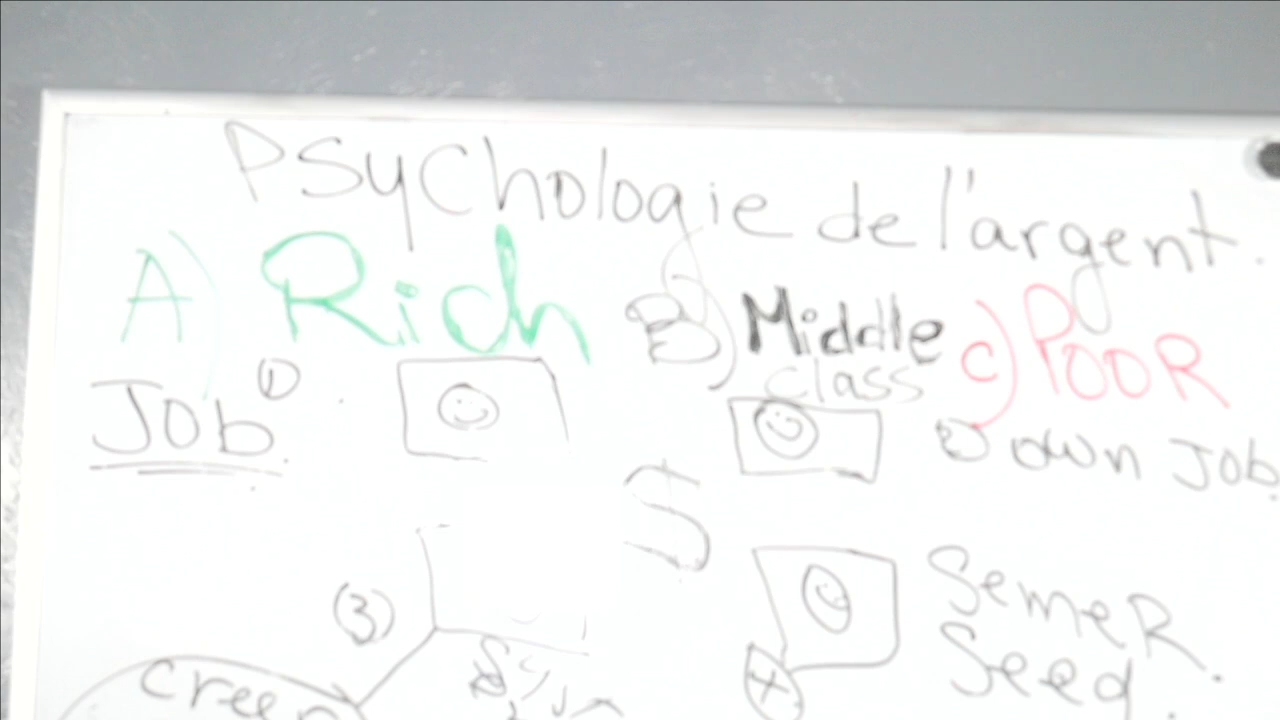 Psychologie de l'argent.
A) Rich B) Middle class C) POOR
Job ① ② own Job
$
③ Semer
Seed
creer